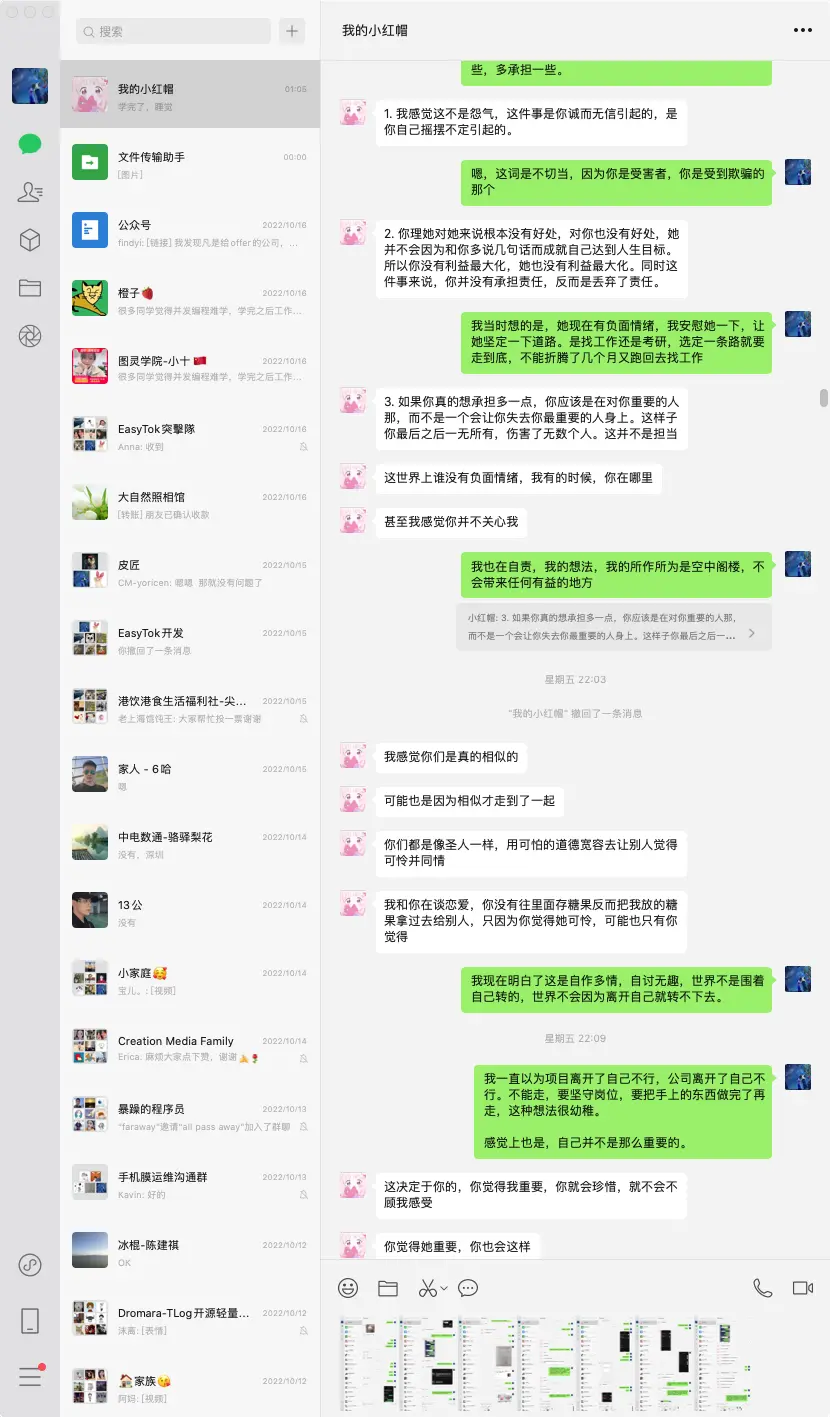 搜索
我的小红帽
01:05
学完了，睡觉
文件传输助手
00:00
[图片]
公众号
2022/10/16
findyi: [链接] 我发现凡是给offer的公司，...
橙子🍓
2022/10/16
很多同学觉得并发编程难学，学完之后工作...
图灵学院-小十 🇨🇳
2022/10/16
很多同学觉得并发编程难学，学完之后工作...
EasyTok突擊隊
2022/10/16
Anna: 收到
大自然照相馆
2022/10/16
[转账] 朋友已确认收款
皮匠
2022/10/15
CM-yoricen: 嗯嗯 那就没有问题了
EasyTok开发
2022/10/15
你撤回了一条消息
港饮港食生活福利社-尖...
2022/10/15
老上海馄饨王: 大家帮忙投一票谢谢
家人 - 6哈
2022/10/15
嗯
中电数通-骆驿梨花
2022/10/14
没有，深圳
13公
2022/10/14
没有
小家庭🥰
2022/10/14
宝儿。: [视频]
Creation Media Family
2022/10/14
Erica: 麻烦大家点下赞，谢谢🙏🌹
暴躁的程序员
2022/10/13
"faraway"邀请"all pass away"加入了群聊
手机膜运维沟通群
2022/10/13
Kavin: 好的
冰棍-陈建祺
2022/10/12
OK
Dromara-TLog开源轻量...
2022/10/12
沫离: [表情]
🏠家族😘
2022/10/12
阿妈: [视频]
我的小红帽
些，多承担一些。
1. 我感觉这不是怨气，这件事是你诚而无信引起的，是
你自己摇摆不定引起的。
嗯，这词是不切当，因为你是受害者，你是受到欺骗的
那个
2. 你理她对她来说根本没有好处，对你也没有好处，她
并不会因为和你多说几句话而成就自己达到人生目标。
所以你没有利益最大化，她也没有利益最大化。同时这
件事来说，你并没有承担责任，反而是丢弃了责任。
我当时想的是，她现在有负面情绪，我安慰她一下，让
她坚定一下道路。是找工作还是考研，选定一条路就要
走到底，不能折腾了几个月又跑回去找工作
3. 如果你真的想承担多一点，你应该是在对你重要的人
那，而不是一个会让你失去你最重要的人身上。这样子
你最后之后一无所有，伤害了无数个人。这并不是担当
这世界上谁没有负面情绪，我有的时候，你在哪里
甚至我感觉你并不关心我
我也在自责，我的想法，我的所作所为是空中阁楼，不
会带来任何有益的地方
小红帽: 3. 如果你真的想承担多一点，你应该是在对你重要的人那，
而不是一个会让你失去你最重要的人身上。这样子你最后之后一...
星期五 22:03
"我的小红帽" 撤回了一条消息
我感觉你们是真的相似的
可能也是因为相似才走到了一起
你们都是像圣人一样，用可怕的道德宽容去让别人觉得
可怜并同情
我和你在谈恋爱，你没有往里面存糖果反而把我放的糖
果拿过去给别人，只因为你觉得她可怜，可能也只有你
觉得
我现在明白了这是自作多情，自讨无趣，世界不是围着
自己转的，世界不会因为离开自己就转不下去。
星期五 22:09
我一直以为项目离开了自己不行，公司离开了自己不
行。不能走，要坚守岗位，要把手上的东西做完了再
走，这种想法很幼稚。
感觉上也是，自己并不是那么重要的。
这决定于你的，你觉得我重要，你就会珍惜，就不会不
顾我感受
你觉得她重要，你也会这样